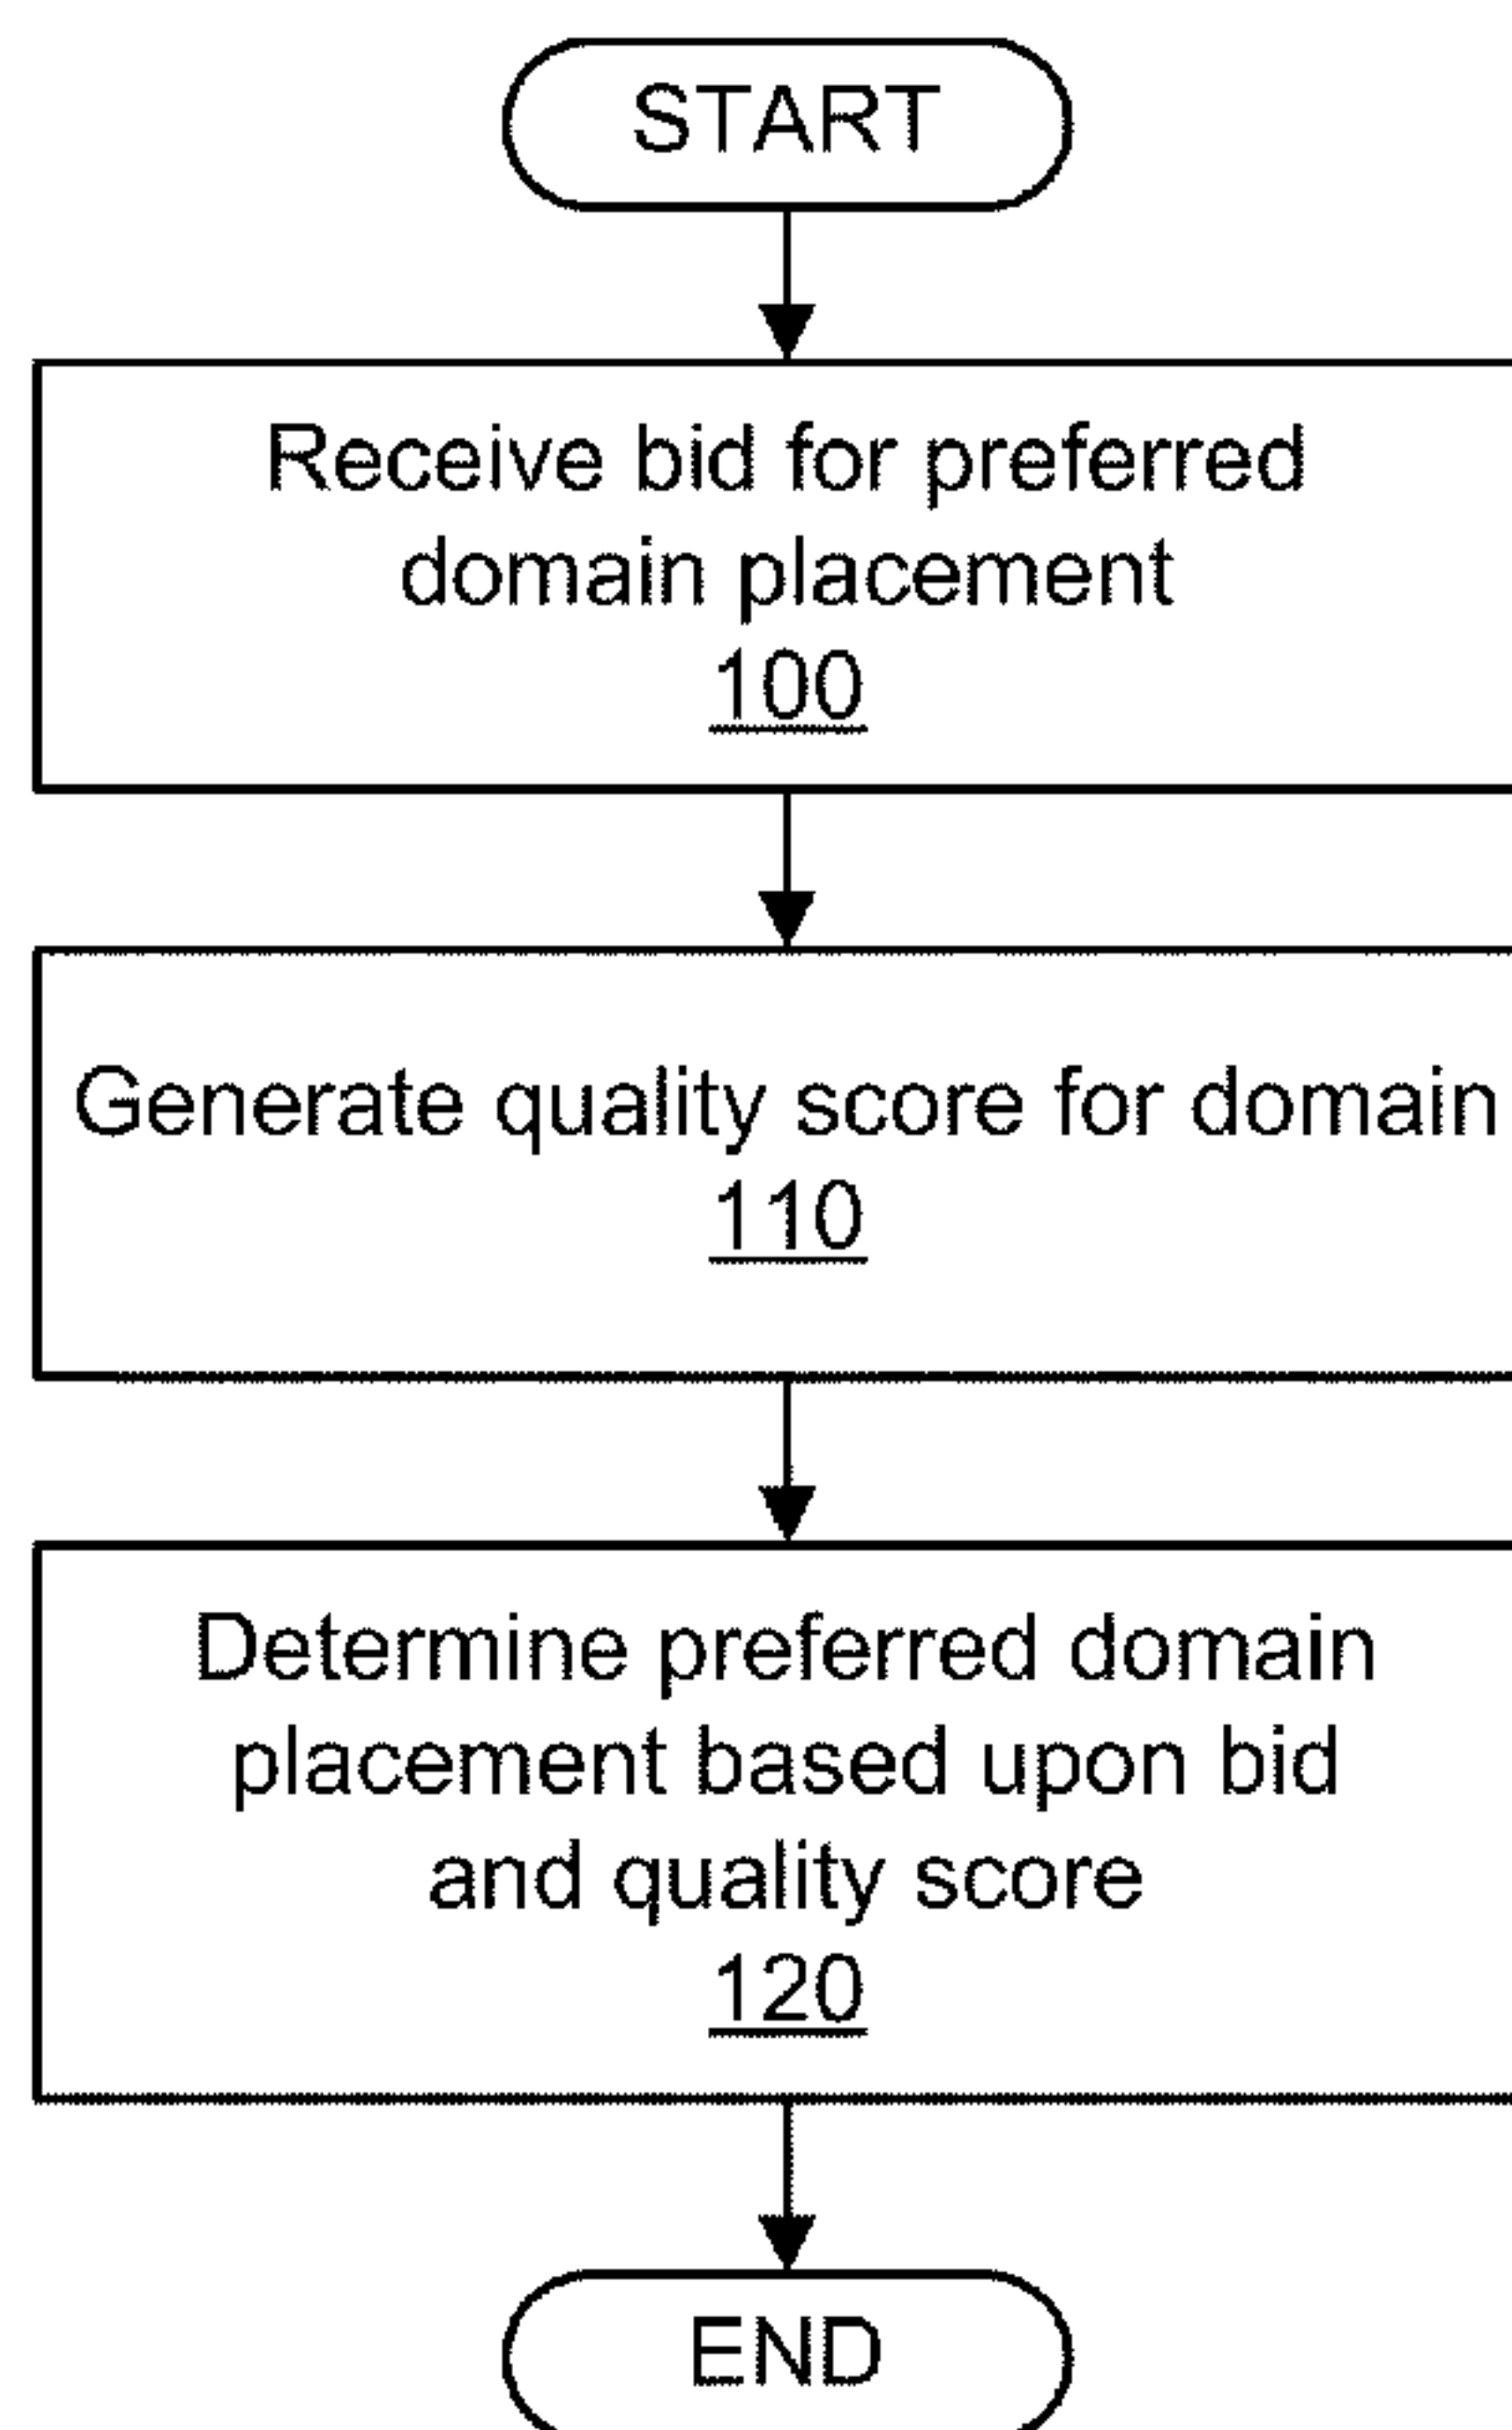 START
Receive bid for preferred
domain placement
100
Generate quality score for domain
110
Determine preferred domain
placement based upon bid
and quality score
120
END